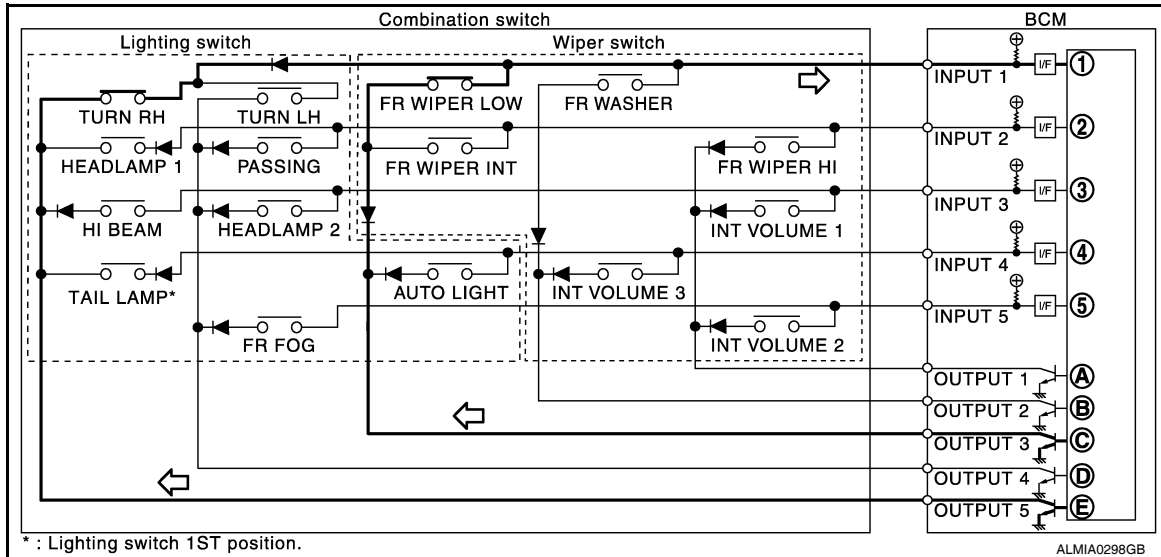 Combination switch
BCM
Lighting switch
Wiper switch
INPUT 1
I/F
1
TURN RH
TURN LH
FR WIPER LOW
FR WASHER
INPUT 2
I/F
2
HEADLAMP 1
PASSING
FR WIPER INT
FR WIPER HI
INPUT 3
I/F
3
HI BEAM
HEADLAMP 2
INT VOLUME 1
INPUT 4
I/F
4
TAIL LAMP*
AUTO LIGHT
INT VOLUME 3
INPUT 5
I/F
5
FR FOG
INT VOLUME 2
OUTPUT 1
A
OUTPUT 2
B
OUTPUT 3
C
OUTPUT 4
D
OUTPUT 5
E
* : Lighting switch 1ST position.
ALMIA0298GB